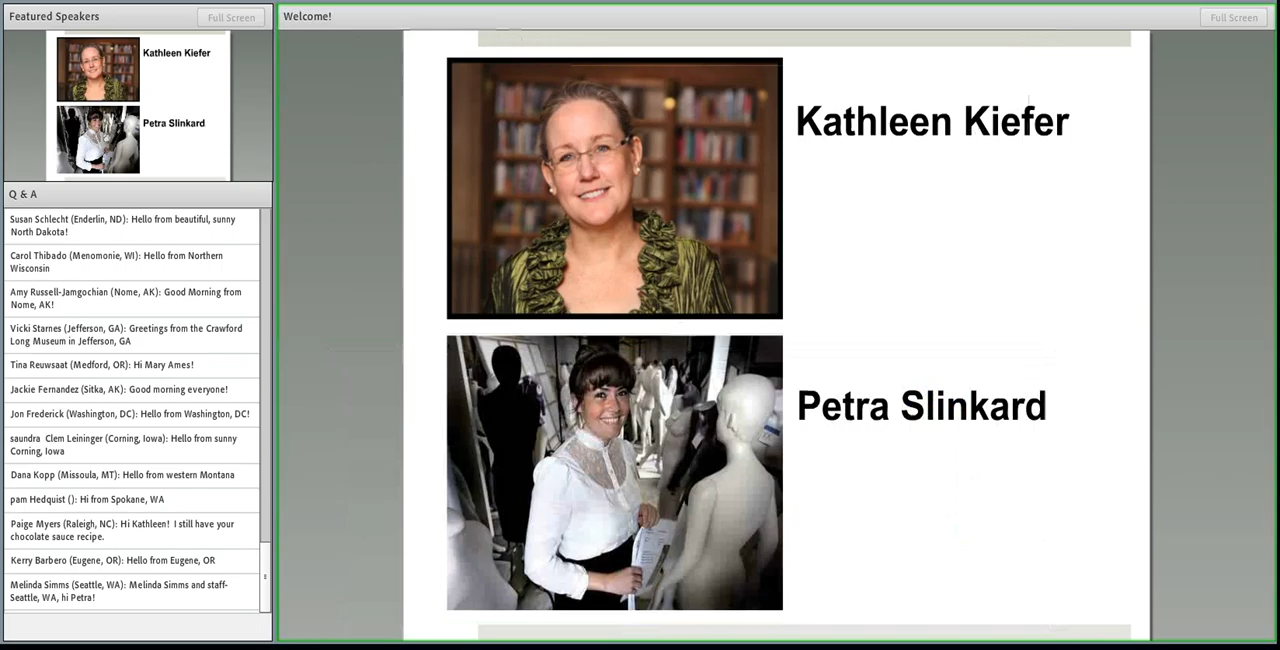 Featured Speakers
Full Screen
Kathleen Kiefer
Petra Slinkard
Q & A
Susan Schlecht (Enderlin, ND): Hello from beautiful, sunny
North Dakota!
Carol Thibado (Menomonie, WI): Hello from Northern
Wisconsin
Amy Russell-Jamgochian (Nome, AK): Good Morning from
Nome, AK!
Vicki Starnes (Jefferson, GA): Greetings from the Crawford
Long Museum in Jefferson, GA
Tina Reuwsaat (Medford, OR): Hi Mary Ames!
Jackie Fernandez (Sitka, AK): Good morning everyone!
Jon Frederick (Washington, DC): Hello from Washington, DC!
saundra Clem Leininger (Corning, Iowa): Hello from sunny
Corning, Iowa
Dana Kopp (Missoula, MT): Hello from western Montana
pam Hedquist (): Hi from Spokane, WA
Paige Myers (Raleigh, NC): Hi Kathleen! I still have your
chocolate sauce recipe.
Kerry Barbero (Eugene, OR): Hello from Eugene, OR
Melinda Simms (Seattle, WA): Melinda Simms and staff-
Seattle, WA, hi Petra!
Welcome!
Full Screen
Kathleen Kiefer
Petra Slinkard